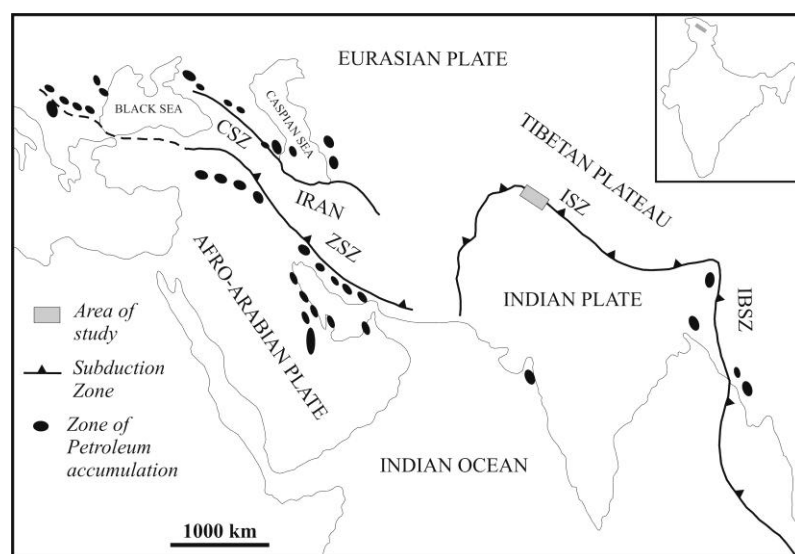 EURASIAN PLATE
BLACK SEA
CASPIAN SEA
CSZ
TIBETAN PLATEAU
IRAN
ISZ
ZSZ
AFRO-ARABIAN PLATE
INDIAN PLATE
IBSZ
Area of
study
Subduction
Zone
Zone of
Petroleum
accumulation
INDIAN OCEAN
1000 km